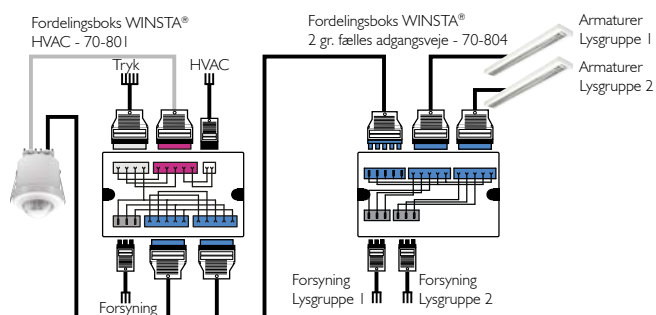 Fordelingsboks WINSTA®
HVAC - 70-801
Tryk
HVAC
Forsyning
Fordelingsboks WINSTA®
2 gr. fælles adgangsveje - 70-804
Armaturer
Lysgruppe 1
Armaturer
Lysgruppe 2
Forsyning
Lysgruppe 1
Forsyning
Lysgruppe 2